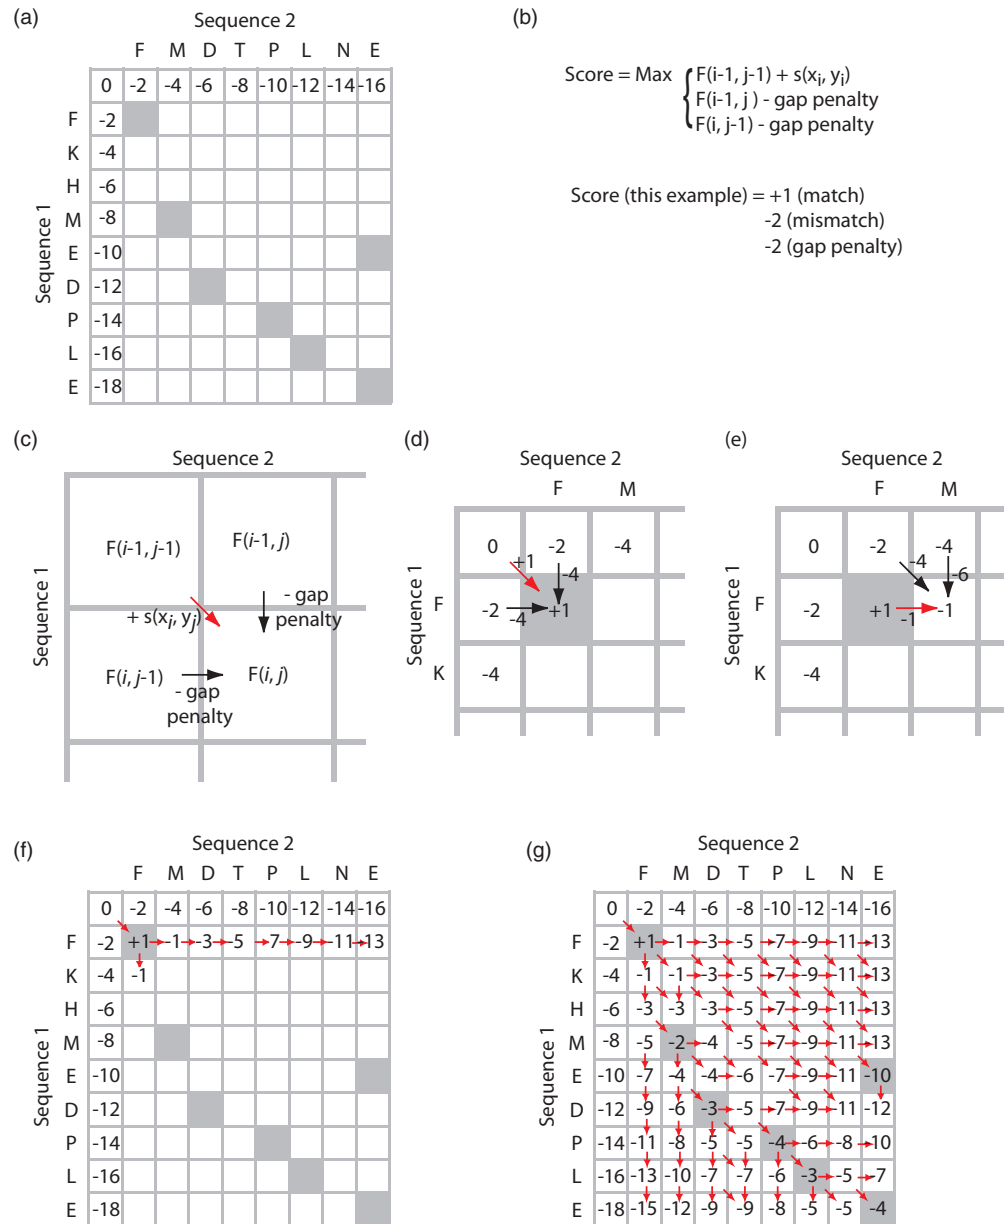 (a)
Sequence 2
F M D T P L N E
0 -2 -4 -6 -8 -10 -12 -14 -16
F -2
K -4
H -6
M -8
E -10
D -12
P -14
L -16
E -18
Sequence 1
(b)
Score = Max { F(i-1, j-1) + s(xi, yi)
F(i-1, j ) - gap penalty
F(i, j-1) - gap penalty
Score (this example) = +1 (match)
-2 (mismatch)
-2 (gap penalty)
(c)
Sequence 2
Sequence 1
F(i-1, j-1) F(i-1, j)
+ s(xi, yj) - gap
penalty
F(i, j-1) F(i, j)
- gap
penalty
(d)
Sequence 2
F M
Sequence 1
0 -2 -4
+1 -4
F -2 +1
-4
K -4
(e)
Sequence 2
F M
Sequence 1
0 -2 -4
-4 -6
F -2 +1 -1
-1
K -4
(f)
Sequence 2
F M D T P L N E
0 -2 -4 -6 -8 -10 -12 -14 -16
F -2 +1 -1 -3 -5 -7 -9 -11 -13
K -4 -1
H -6
M -8
E -10
D -12
P -14
L -16
E -18
Sequence 1
(g)
Sequence 2
F M D T P L N E
0 -2 -4 -6 -8 -10 -12 -14 -16
F -2 +1 -1 -3 -5 -7 -9 -11 -13
K -4 -1 -1 -3 -5 -7 -9 -11 -13
H -6 -3 -3 -3 -5 -7 -9 -11 -13
M -8 -5 -2 -4 -5 -7 -9 -11 -13
E -10 -7 -4 -4 -6 -7 -9 -11 -10
D -12 -9 -6 -3 -5 -7 -9 -11 -12
P -14 -11 -8 -5 -5 -4 -6 -8 -10
L -16 -13 -10 -7 -7 -6 -3 -5 -7
E -18 -15 -12 -9 -9 -8 -5 -5 -4
Sequence 1